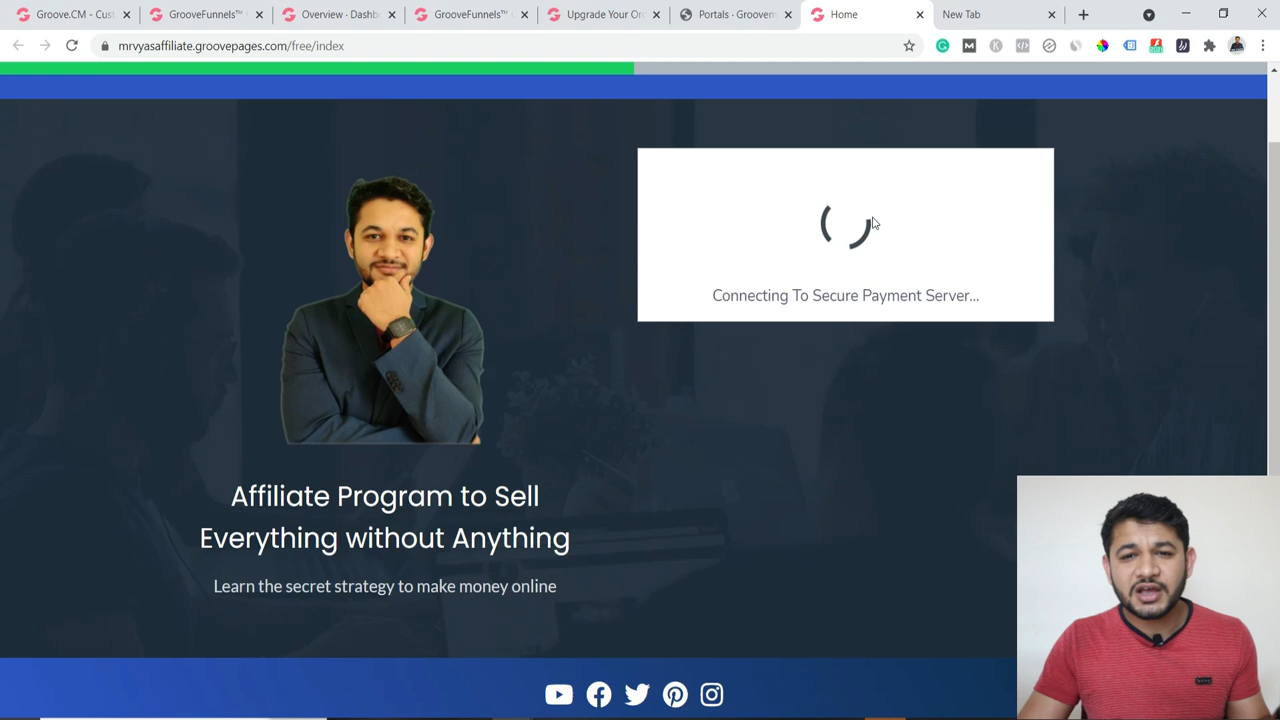 Groove.CM - Cust
GrooveFunnels™
Overview - Dashb
GrooveFunnels™
Upgrade Your Or
Portals - Groovem
Home
New Tab
mrvyasaffiliate.groovepages.com/free/index
Connecting To Secure Payment Server...
Affiliate Program to Sell
Everything without Anything
Learn the secret strategy to make money online